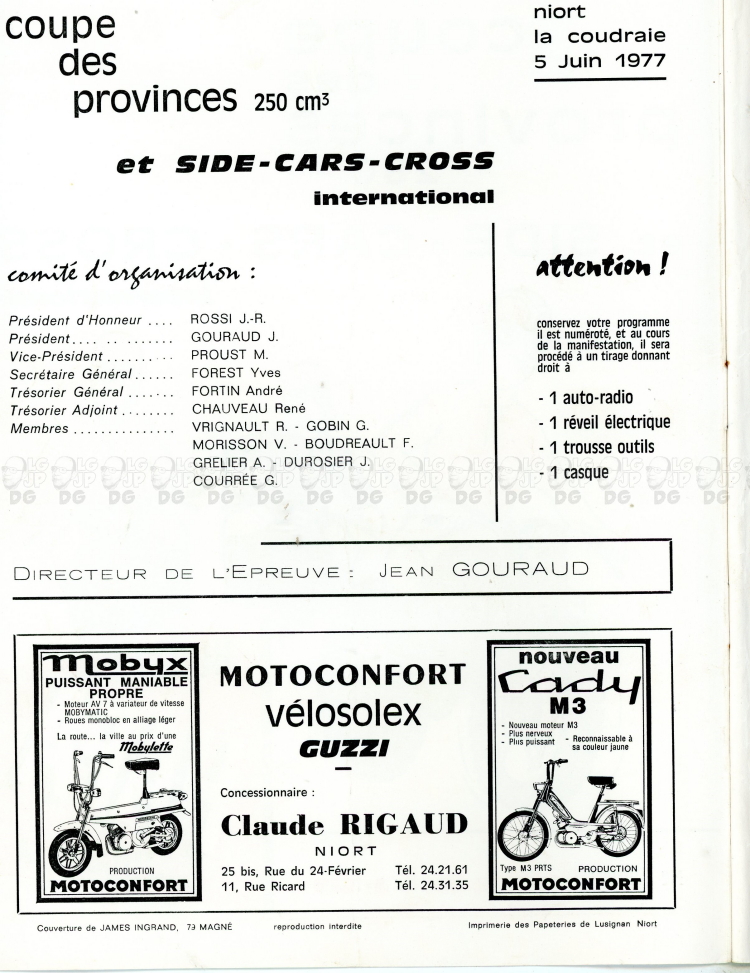 coupe
des
provinces 250 cm³
niort
la coudraie
5 Juin 1977
et SIDE-CARS-CROSS
international
comité d'organisation :
Président d'Honneur .... ROSSI J.-R.
Président.... .. ....... GOURAUD J.
Vice-Président .......... PROUST M.
Secrétaire Général...... FOREST Yves
Trésorier Général ....... FORTIN André
Trésorier Adjoint ........ CHAUVEAU René
Membres ............... VRIGNAULT R. - GOBIN G.
MORISSON V. - BOUDREAULT F.
GRELIER A. - DUROSIER J.
COURRÉE G.
attention !
conservez votre programme
il est numéroté, et au cours
de la manifestation, il sera
procédé à un tirage donnant
droit à
- 1 auto-radio
- 1 réveil électrique
- 1 trousse outils
- 1 casque
DIRECTEUR DE L'EPREUVE : JEAN GOURAUD
Mobyx
PUISSANT MANIABLE
PROPRE
- Moteur AV 7 à variateur de vitesse
MOBYMATIC
- Roues monobloc en alliage léger
La route... la ville au prix d'une
Mobylette
PRODUCTION
MOTOCONFORT
MOTOCONFORT
vélosolex
GUZZI
Concessionnaire :
Claude RIGAUD
NIORT
25 bis, Rue du 24-Février Tél. 24.21.61
11, Rue Ricard Tél. 24.31.35
nouveau
Cady
M3
- Nouveau moteur M3
- Plus nerveux
- Plus puissant
- Reconnaissable à
sa couleur jaune
Type M3 PRTS PRODUCTION
MOTOCONFORT
Couverture de JAMES INGRAND, 79 MAGNÉ reproduction interdite Imprimerie des Papeteries de Lusignan Niort